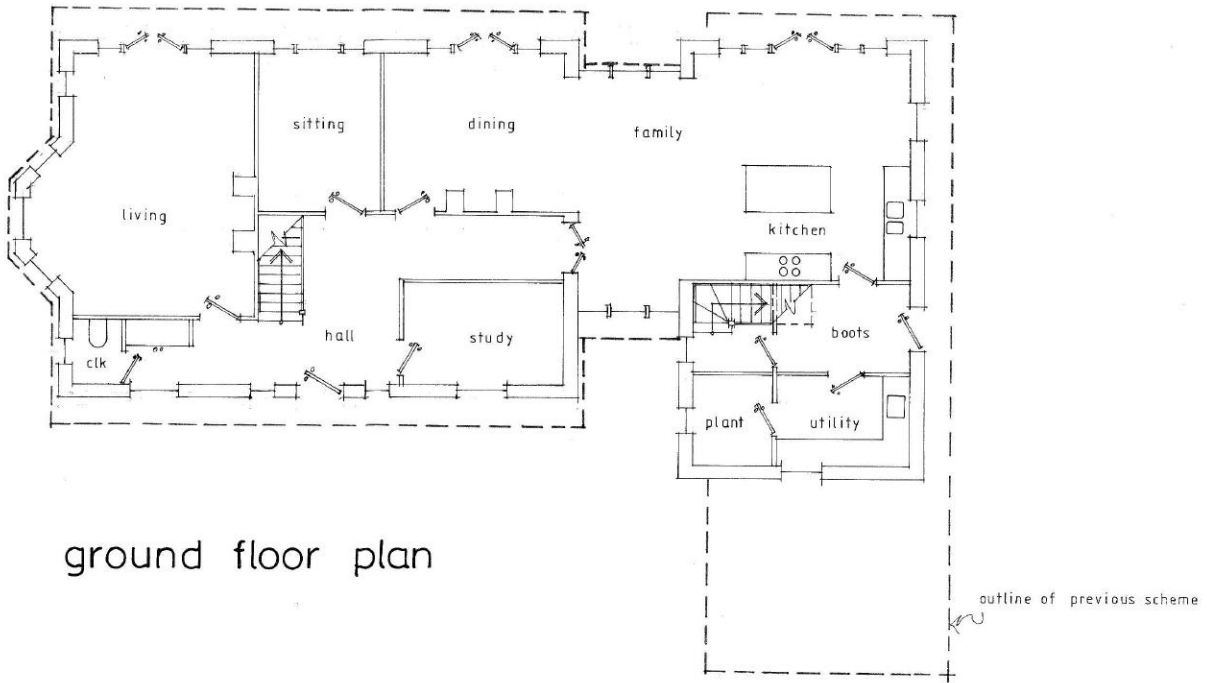 sitting
dining
family
living
kitchen
hall
study
boots
clk
plant
utility
ground floor plan
outline of previous scheme